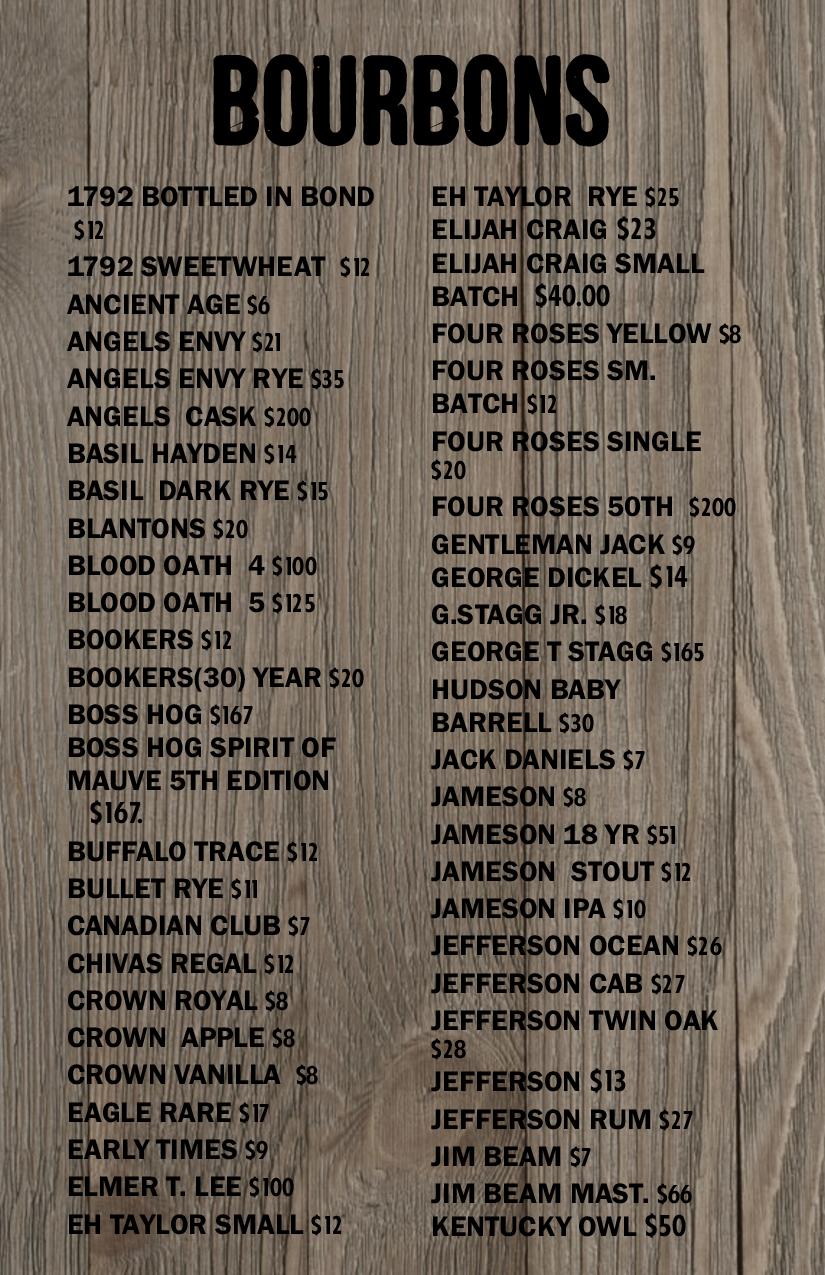 BOURBONS
1792 BOTTLED IN BOND
$12
1792 SWEETWHEAT $12
ANCIENT AGE $6
ANGELS ENVY $21
ANGELS ENVY RYE $35
ANGELS CASK $200
BASIL HAYDEN $14
BASIL DARK RYE $15
BLANTONS $20
BLOOD OATH 4 $100
BLOOD OATH 5 $125
BOOKERS $12
BOOKERS(30) YEAR $20
BOSS HOG $167
BOSS HOG SPIRIT OF
MAUVE 5TH EDITION
$167.
BUFFALO TRACE $12
BULLET RYE $11
CANADIAN CLUB $7
CHIVAS REGAL $12
CROWN ROYAL $8
CROWN APPLE $8
CROWN VANILLA $8
EAGLE RARE $17
EARLY TIMES $9
ELMER T. LEE $100
EH TAYLOR SMALL $12
EH TAYLOR RYE $25
ELIJAH CRAIG $23
ELIJAH CRAIG SMALL
BATCH $40.00
FOUR ROSES YELLOW $8
FOUR ROSES SM.
BATCH $12
FOUR ROSES SINGLE
$20
FOUR ROSES 50TH $200
GENTLEMAN JACK $9
GEORGE DICKEL $14
G.STAGG JR. $18
GEORGE T STAGG $165
HUDSON BABY
BARRELL $30
JACK DANIELS $7
JAMESON $8
JAMESON 18 YR $51
JAMESON STOUT $12
JAMESON IPA $10
JEFFERSON OCEAN $26
JEFFERSON CAB $27
JEFFERSON TWIN OAK
$28
JEFFERSON $13
JEFFERSON RUM $27
JIM BEAM $7
JIM BEAM MAST. $66
KENTUCKY OWL $50